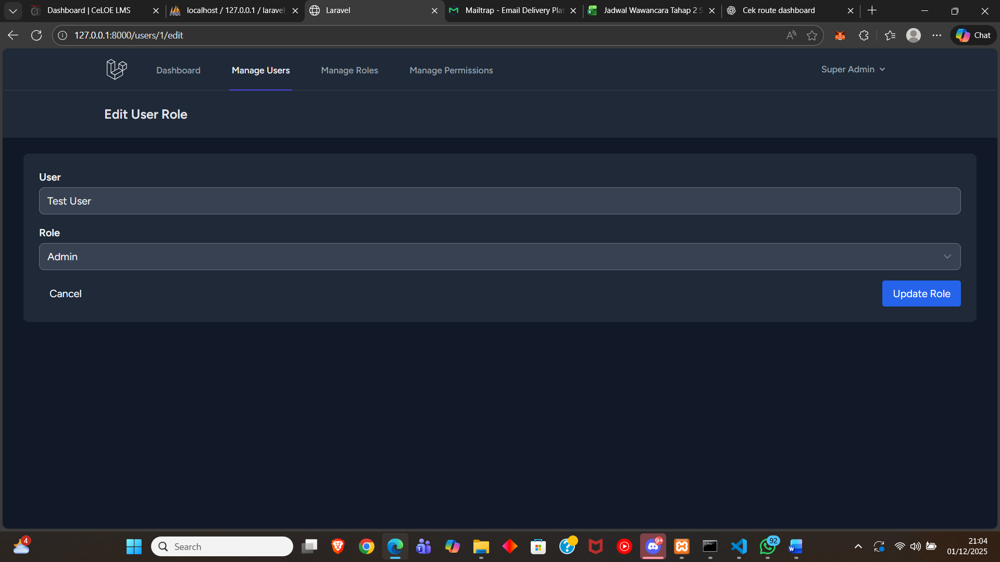 Dashboard | CeLOE LMS
localhost / 127.0.0.1 / laravel_
Laravel
Mailtrap - Email Delivery Pla
Jadwal Wawancara Tahap 2 S
Cek route dashboard
127.0.0.1:8000/users/1/edit
Chat
Dashboard
Manage Users
Manage Roles
Manage Permissions
Super Admin
Edit User Role
User
Test User
Role
Admin
Cancel
Update Role
4
Search
9+
92
21:04
01/12/2025